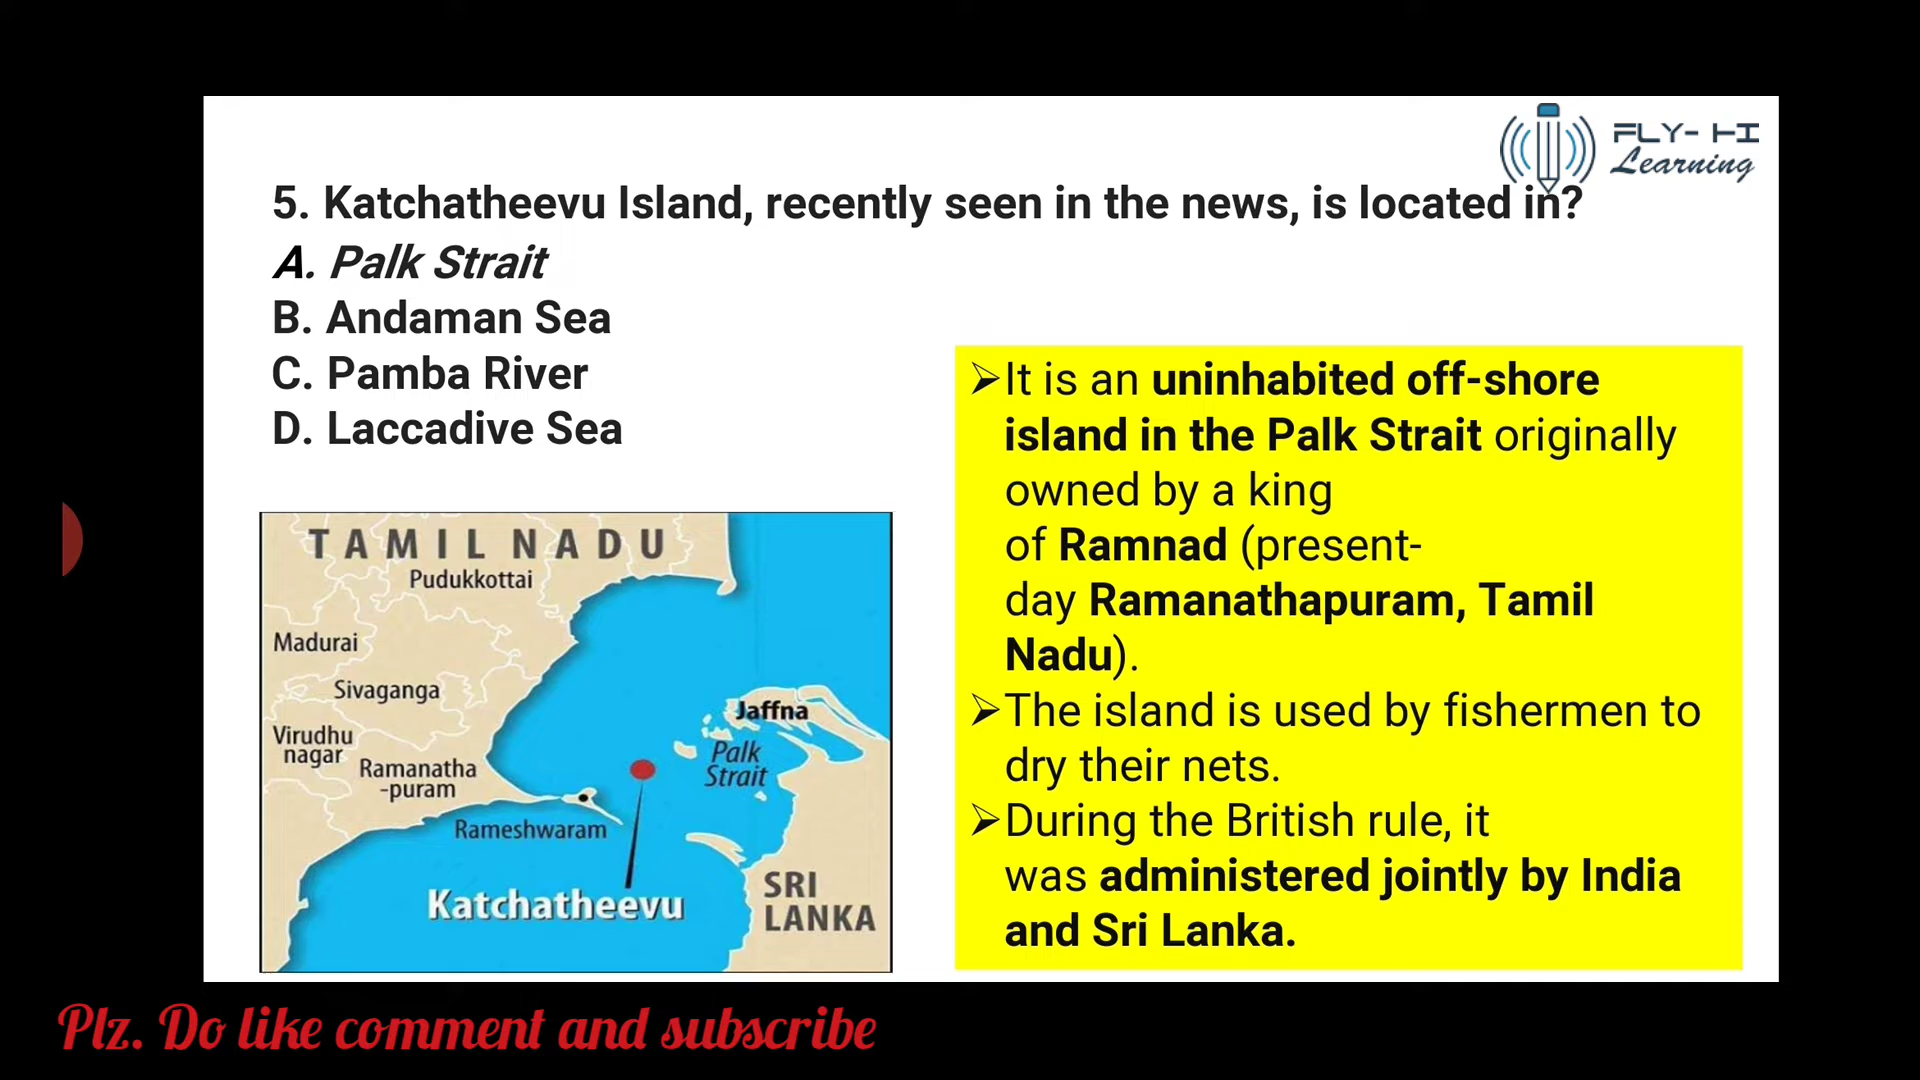 FLY- HI
Learning
5. Katchatheevu Island, recently seen in the news, is located in?
A. Palk Strait
B. Andaman Sea
C. Pamba River
D. Laccadive Sea
➢It is an uninhabited off-shore
island in the Palk Strait originally
owned by a king
of Ramnad (present-
day Ramanathapuram, Tamil
Nadu).
➢The island is used by fishermen to
dry their nets.
➢During the British rule, it
was administered jointly by India
and Sri Lanka.
TAMIL NADU
Pudukkottai
Madurai
Sivaganga
Virudhu
nagar
Ramanatha
-puram
Rameshwaram
Jaffna
Palk
Strait
Katchatheevu
SRI
LANKA
Plz. Do like comment and subscribe